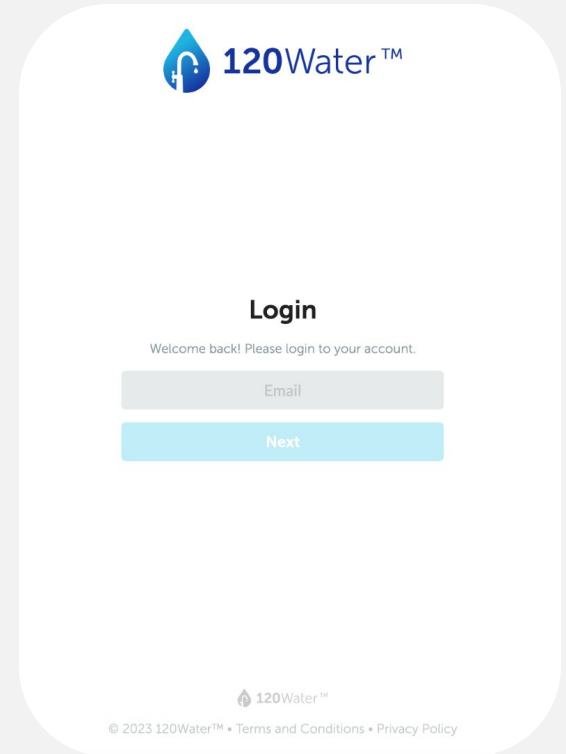 120Water™
Login
Welcome back! Please login to your account.
Email
Next
120Water™
© 2023 120Water™ • Terms and Conditions • Privacy Policy